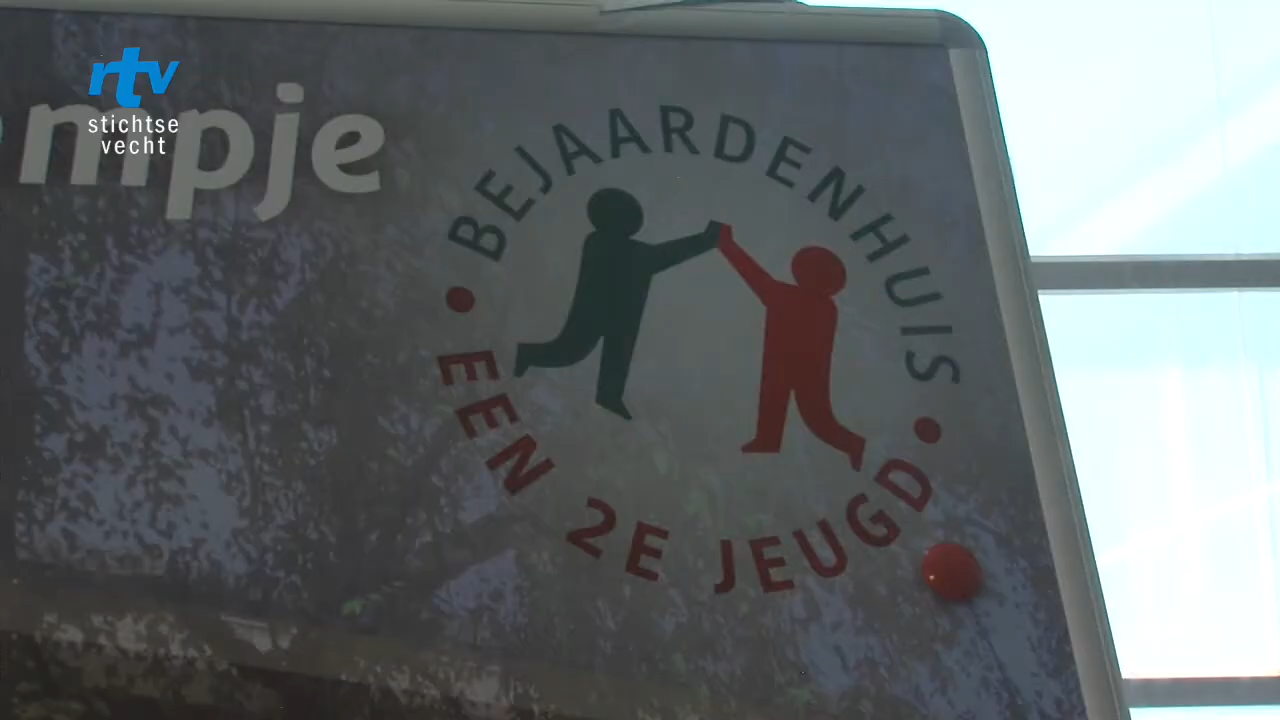 rtv
stichtse
vecht
mpje
BEJAARDENHUIS
EEN 2E JEUGD